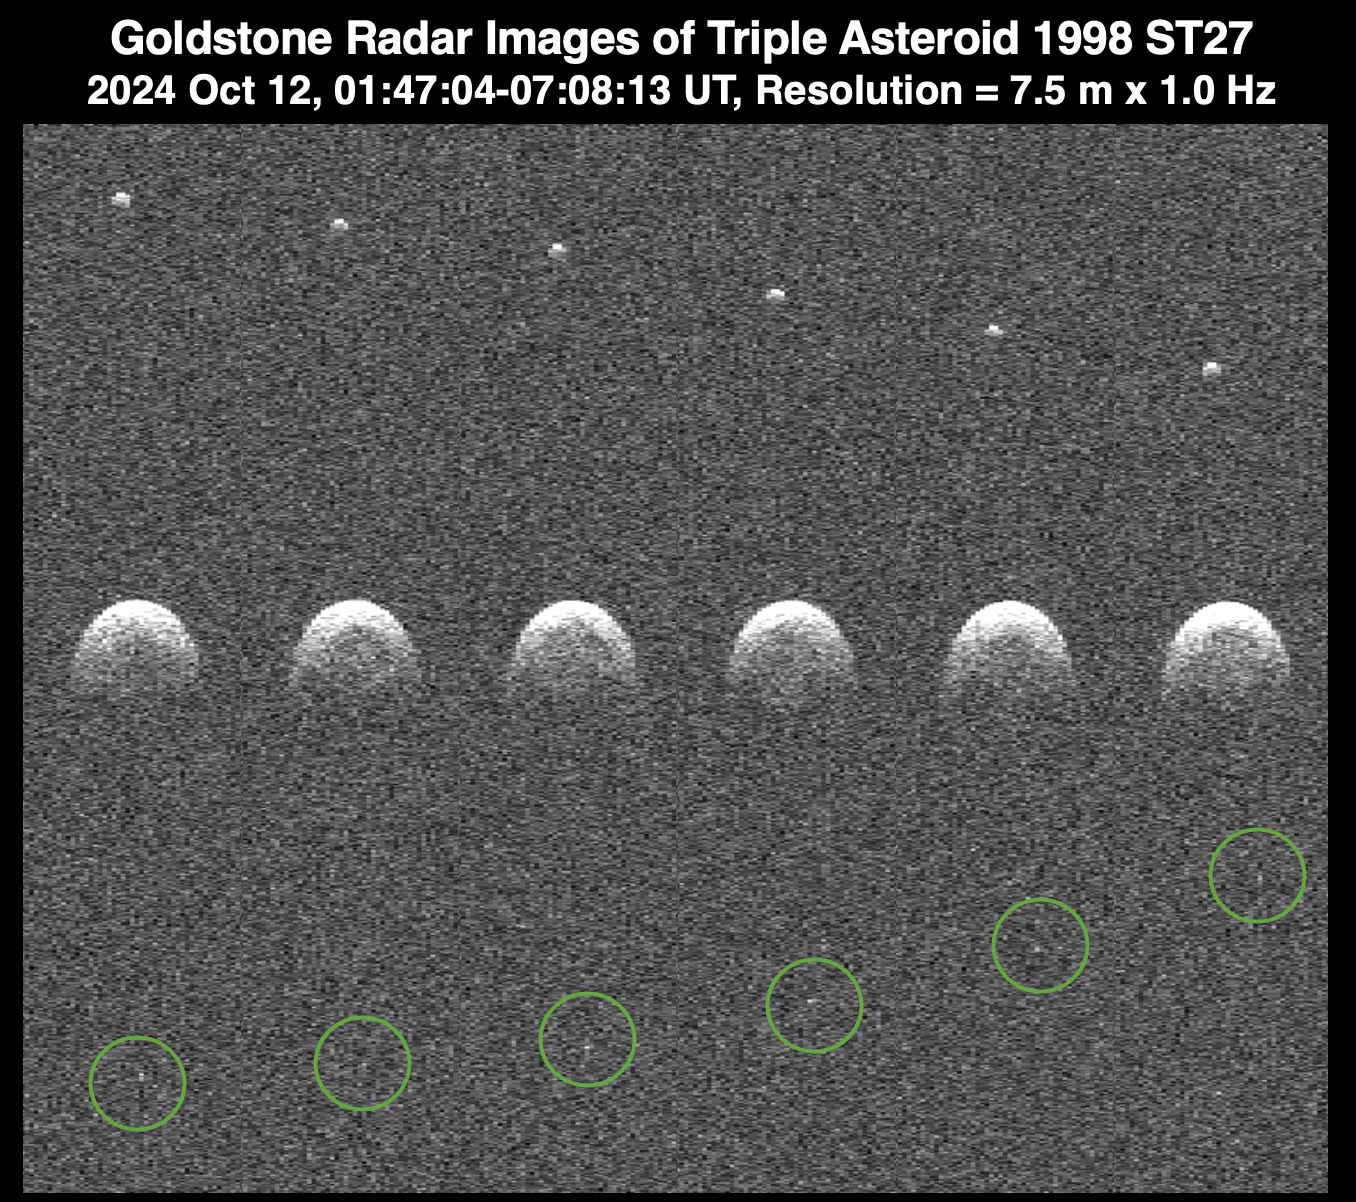 Goldstone Radar Images of Triple Asteroid 1998 ST27
2024 Oct 12, 01:47:04-07:08:13 UT, Resolution = 7.5 m x 1.0 Hz